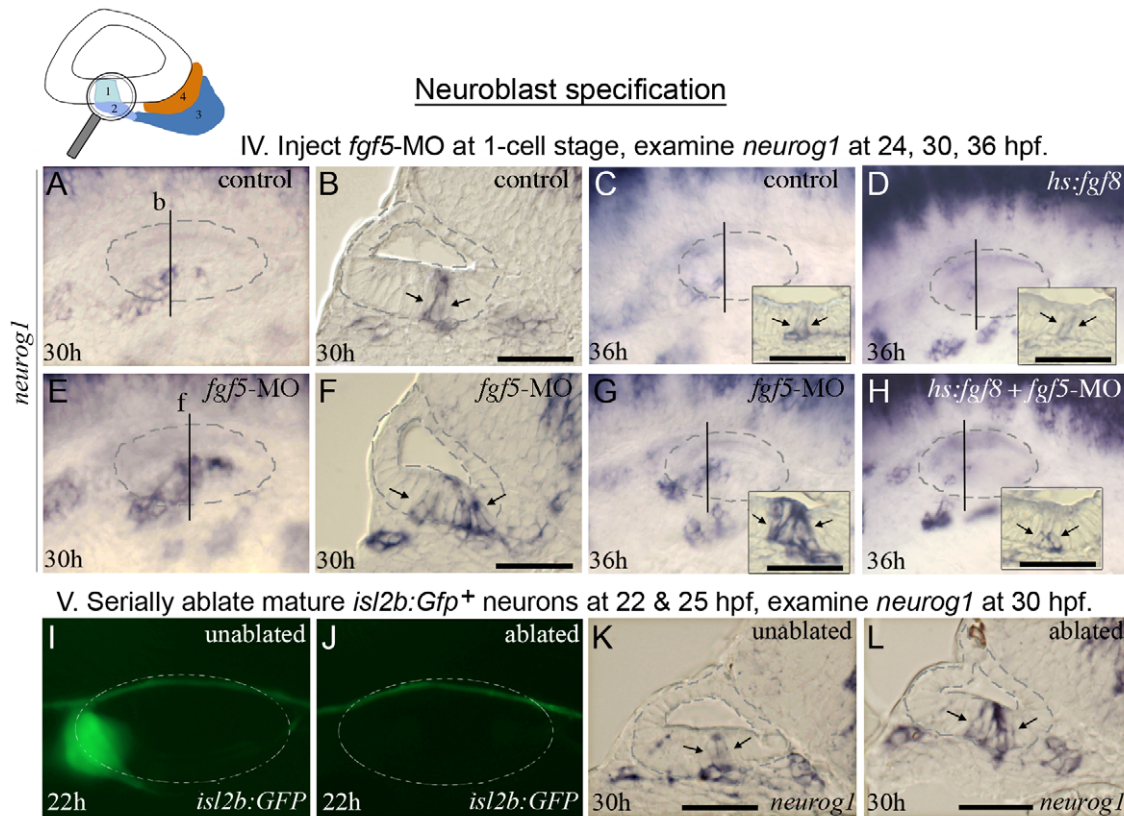 1
2
4
3
Neuroblast specification
IV. Inject fgf5-MO at 1-cell stage, examine neurog1 at 24, 30, 36 hpf.
neurog1
A
control
b
30h
B
control
C
control
36h
D
hs:fgf8
36h
E
fgf5-MO
f
30h
F
fgf5-MO
30h
G
fgf5-MO
36h
H
hs:fgf8 + fgf5-MO
36h
V. Serially ablate mature isl2b:Gfp+ neurons at 22 & 25 hpf, examine neurog1 at 30 hpf.
I
unablated
22h
isl2b:GFP
J
ablated
22h
isl2b:GFP
K
unablated
30h
neurog1
L
ablated
30h
neurog1